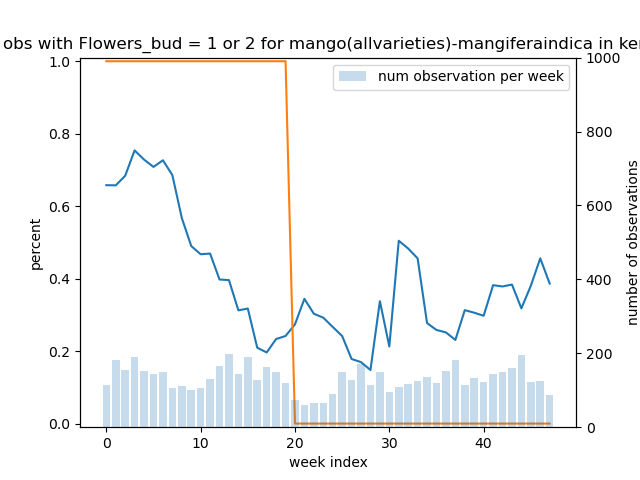 obs with Flowers_bud = 1 or 2 for mango(allvarieties)-mangiferaindica in
num observation per week
1.0
0.8
0.6
0.4
0.2
0.0
percent
1000
800
600
400
200
0
number of observations
0 10 20 30 40
week index